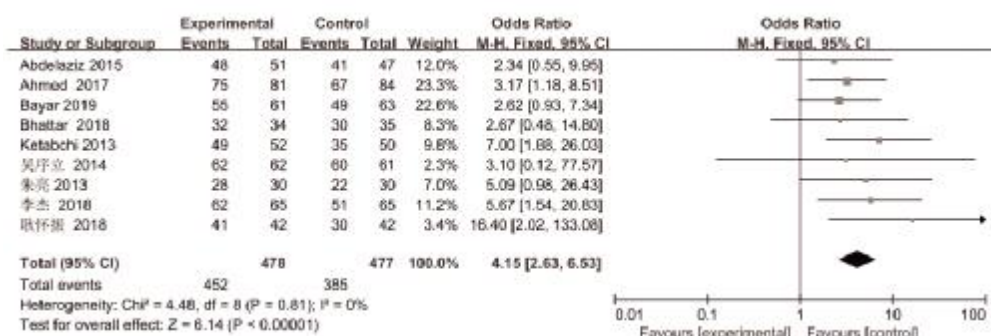 Experimental Control Odds Ratio Odds Ratio
Study or Subgroup Events Total Events Total Weight M-H, Fixed, 95% CI M-H, Fixed, 95% CI
Abdelaziz 2015 48 51 41 47 12.0% 2.34 [0.55, 9.95]
Ahmed 2017 75 81 67 84 23.3% 3.17 [1.18, 8.51]
Bayar 2019 55 61 49 63 22.6% 2.62 [0.93, 7.34]
Bhattar 2018 32 34 30 35 8.3% 2.67 [0.48, 14.80]
Ketabchi 2013 49 52 35 50 9.8% 7.00 [1.88, 26.03]
吴序立 2014 62 62 60 61 2.3% 3.10 [0.12, 77.57]
朱亮 2013 28 30 22 30 7.0% 5.09 [0.98, 26.43]
李杰 2018 62 65 51 65 11.2% 5.67 [1.54, 20.83]
耿怀振 2018 41 42 30 42 3.4% 16.40 [2.02, 133.08]
Total (95% CI) 478 477 100.0% 4.15 [2.63, 6.53]
Total events 452 385
Heterogeneity: Chi² = 4.48, df = 8 (P = 0.81); I² = 0%
Test for overall effect: Z = 6.14 (P < 0.00001)
0.01 0.1 1 10 100
Favours [experimental] Favours [control]